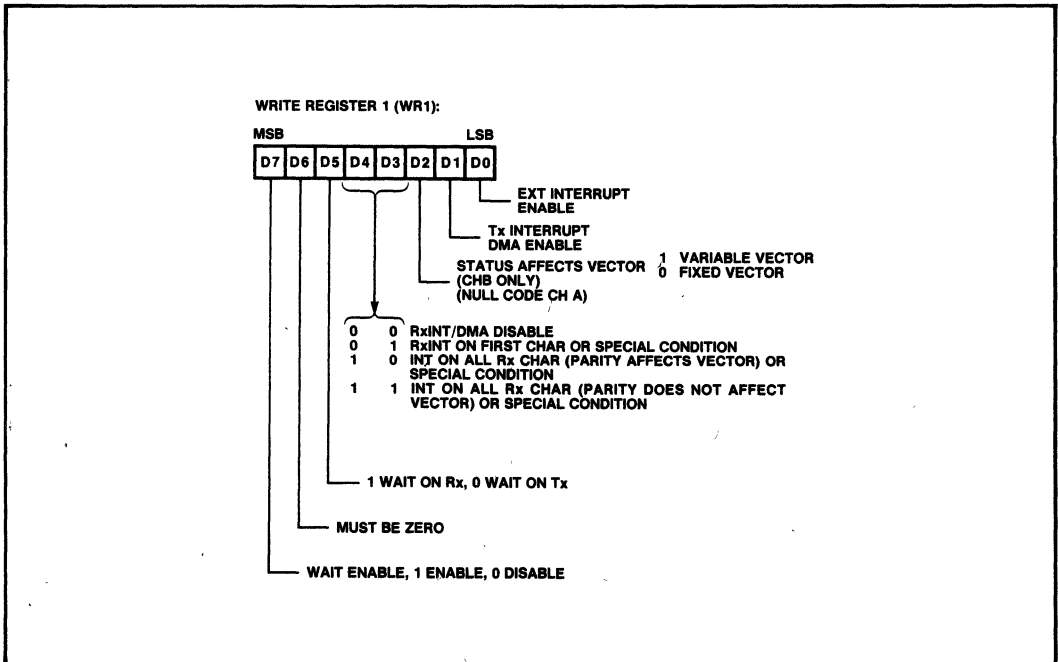 WRITE REGISTER 1 (WR1):
MSB LSB
D7 D6 D5 D4 D3 D2 D1 D0
EXT INTERRUPT
ENABLE
Tx INTERRUPT
DMA ENABLE
STATUS AFFECTS VECTOR 1 VARIABLE VECTOR
(CHB ONLY) 0 FIXED VECTOR
(NULL CODE CH A)
0 0 RxINT/DMA DISABLE
0 1 RxINT ON FIRST CHAR OR SPECIAL CONDITION
1 0 INT ON ALL Rx CHAR (PARITY AFFECTS VECTOR) OR
SPECIAL CONDITION
1 1 INT ON ALL Rx CHAR (PARITY DOES NOT AFFECT
VECTOR) OR SPECIAL CONDITION
1 WAIT ON Rx, 0 WAIT ON Tx
MUST BE ZERO
WAIT ENABLE, 1 ENABLE, 0 DISABLE